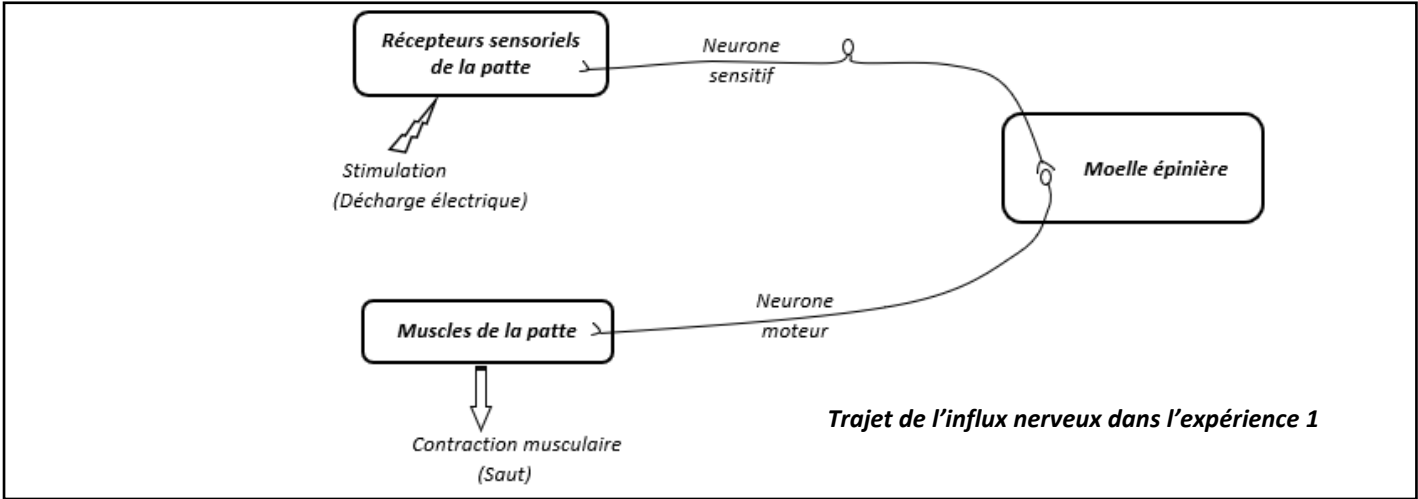 Récepteurs sensoriels
de la patte
Neurone
sensitif
Stimulation
(Décharge électrique)
Moelle épinière
Neurone
moteur
Muscles de la patte
Contraction musculaire
(Saut)
Trajet de l’influx nerveux dans l’expérience 1